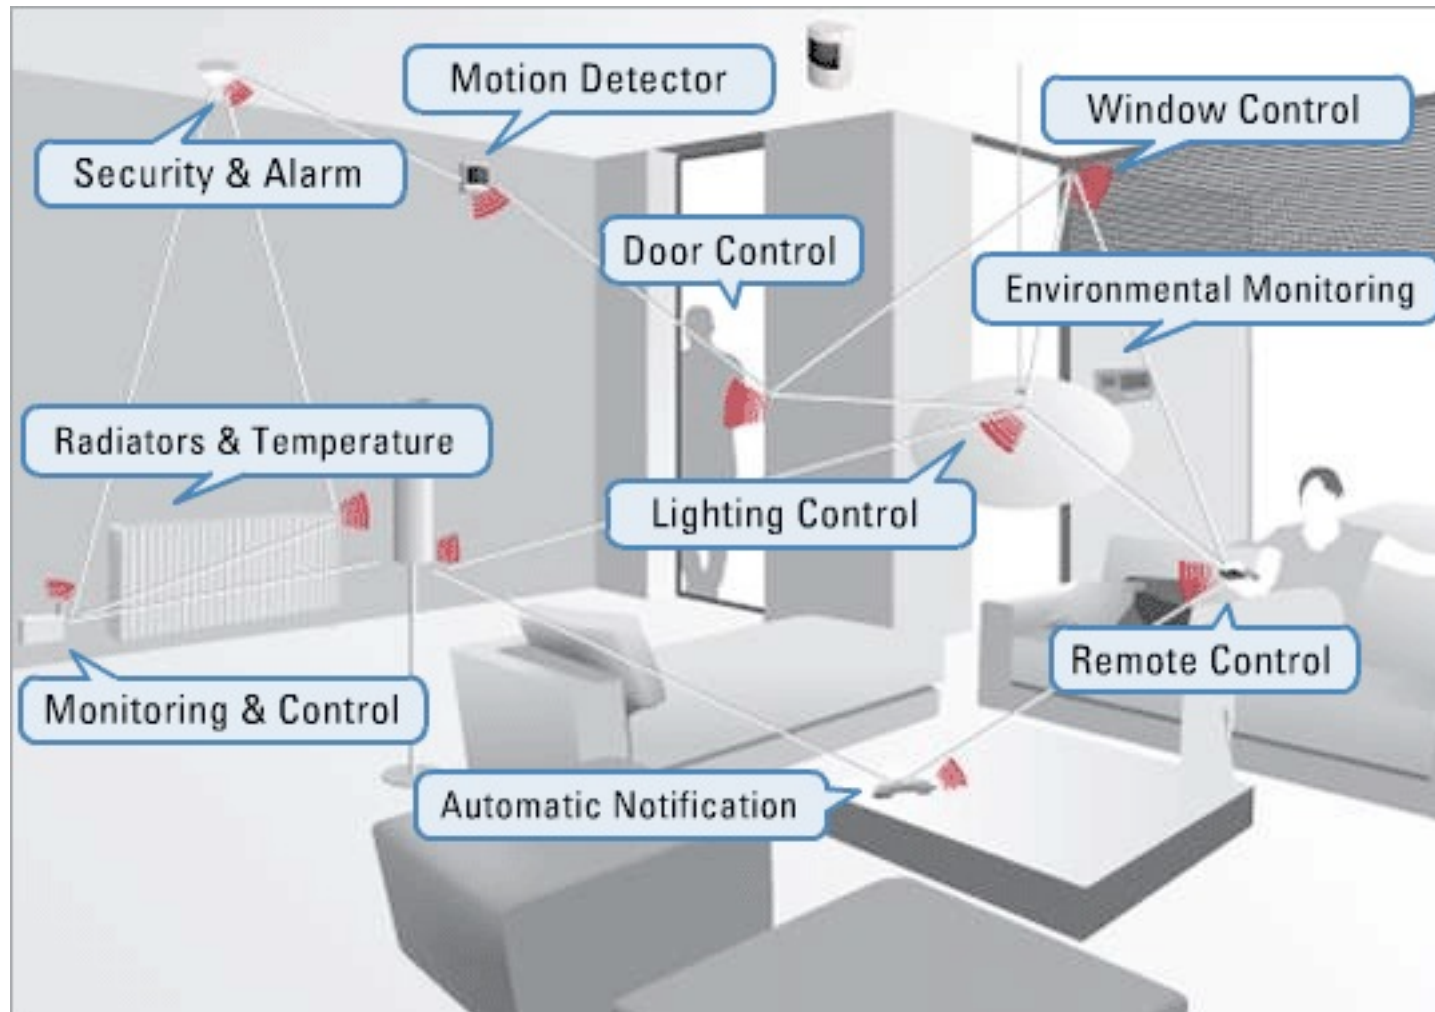 Motion Detector
Window Control
Security & Alarm
Door Control
Environmental Monitoring
Radiators & Temperature
Lighting Control
Remote Control
Monitoring & Control
Automatic Notification